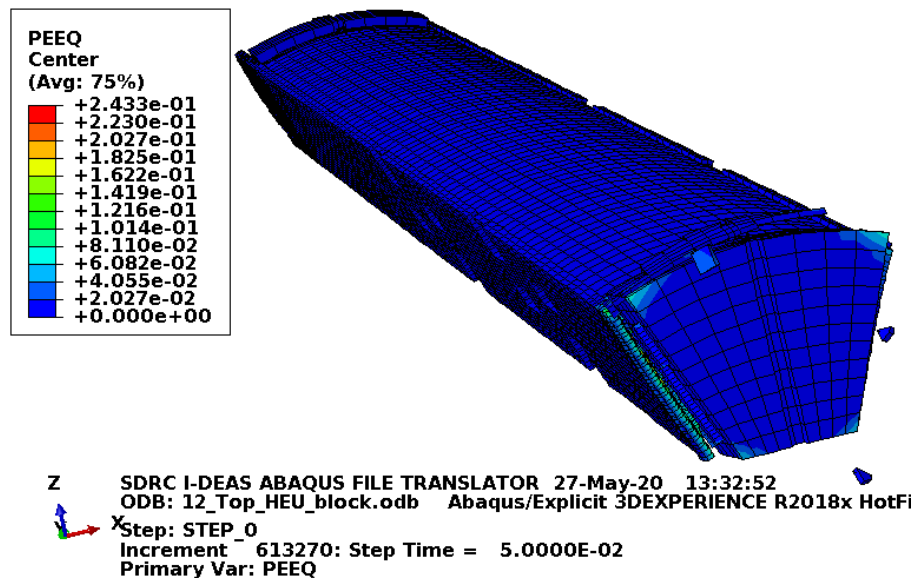 PEEQ
Center
(Avg: 75%)
+2.433e-01
+2.230e-01
+2.027e-01
+1.825e-01
+1.622e-01
+1.419e-01
+1.216e-01
+1.014e-01
+8.110e-02
+6.082e-02
+4.055e-02
+2.027e-02
+0.000e+00
Z
X
SDRC I-DEAS ABAQUS FILE TRANSLATOR 27-May-20 13:32:52
ODB: 12_Top_HEU_block.odb Abaqus/Explicit 3DEXPERIENCE R2018x HotFi
Step: STEP_0
Increment 613270: Step Time = 5.0000E-02
Primary Var: PEEQ